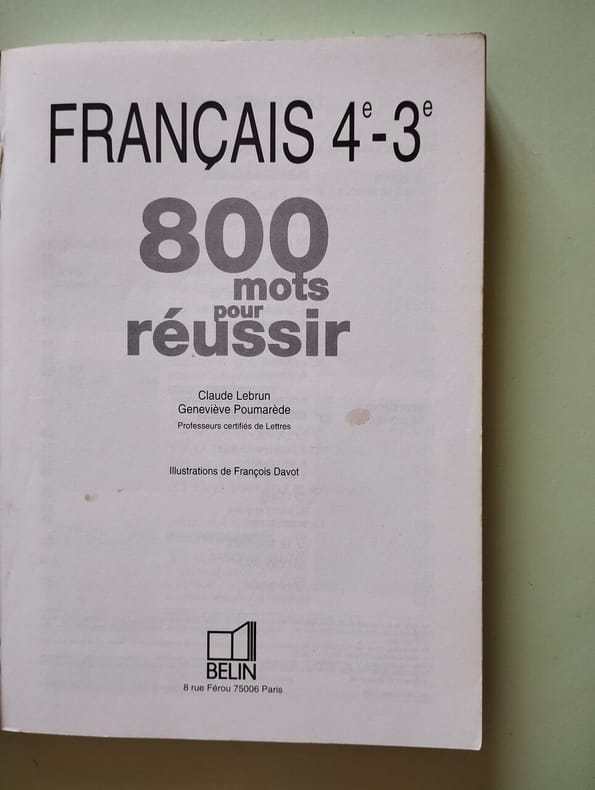 FRANÇAIS 4e-3e
800
mots
pour
réussir
Claude Lebrun
Geneviève Poumarède
Professeurs certifiés de Lettres
Illustrations de François Davot
BELIN
8 rue Férou 75006 Paris